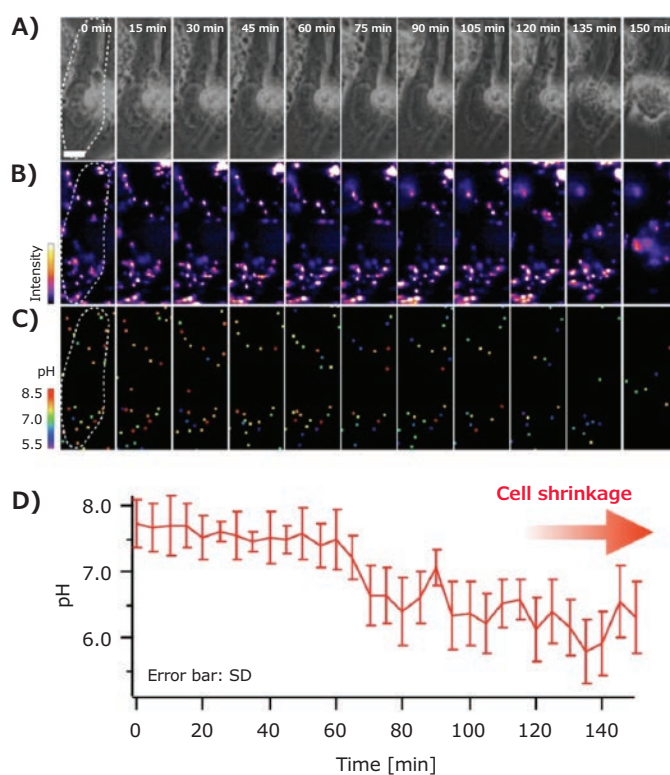 A)
0 min 15 min 30 min 45 min 60 min 75 min 90 min 105 min 120 min 135 min 150 min
B)
Intensity
C)
pH
8.5
7.0
5.5
D)
Cell shrinkage
8.0
7.0
6.0
pH
Error bar: SD
0 20 40 60 80 100 120 140
Time [min]